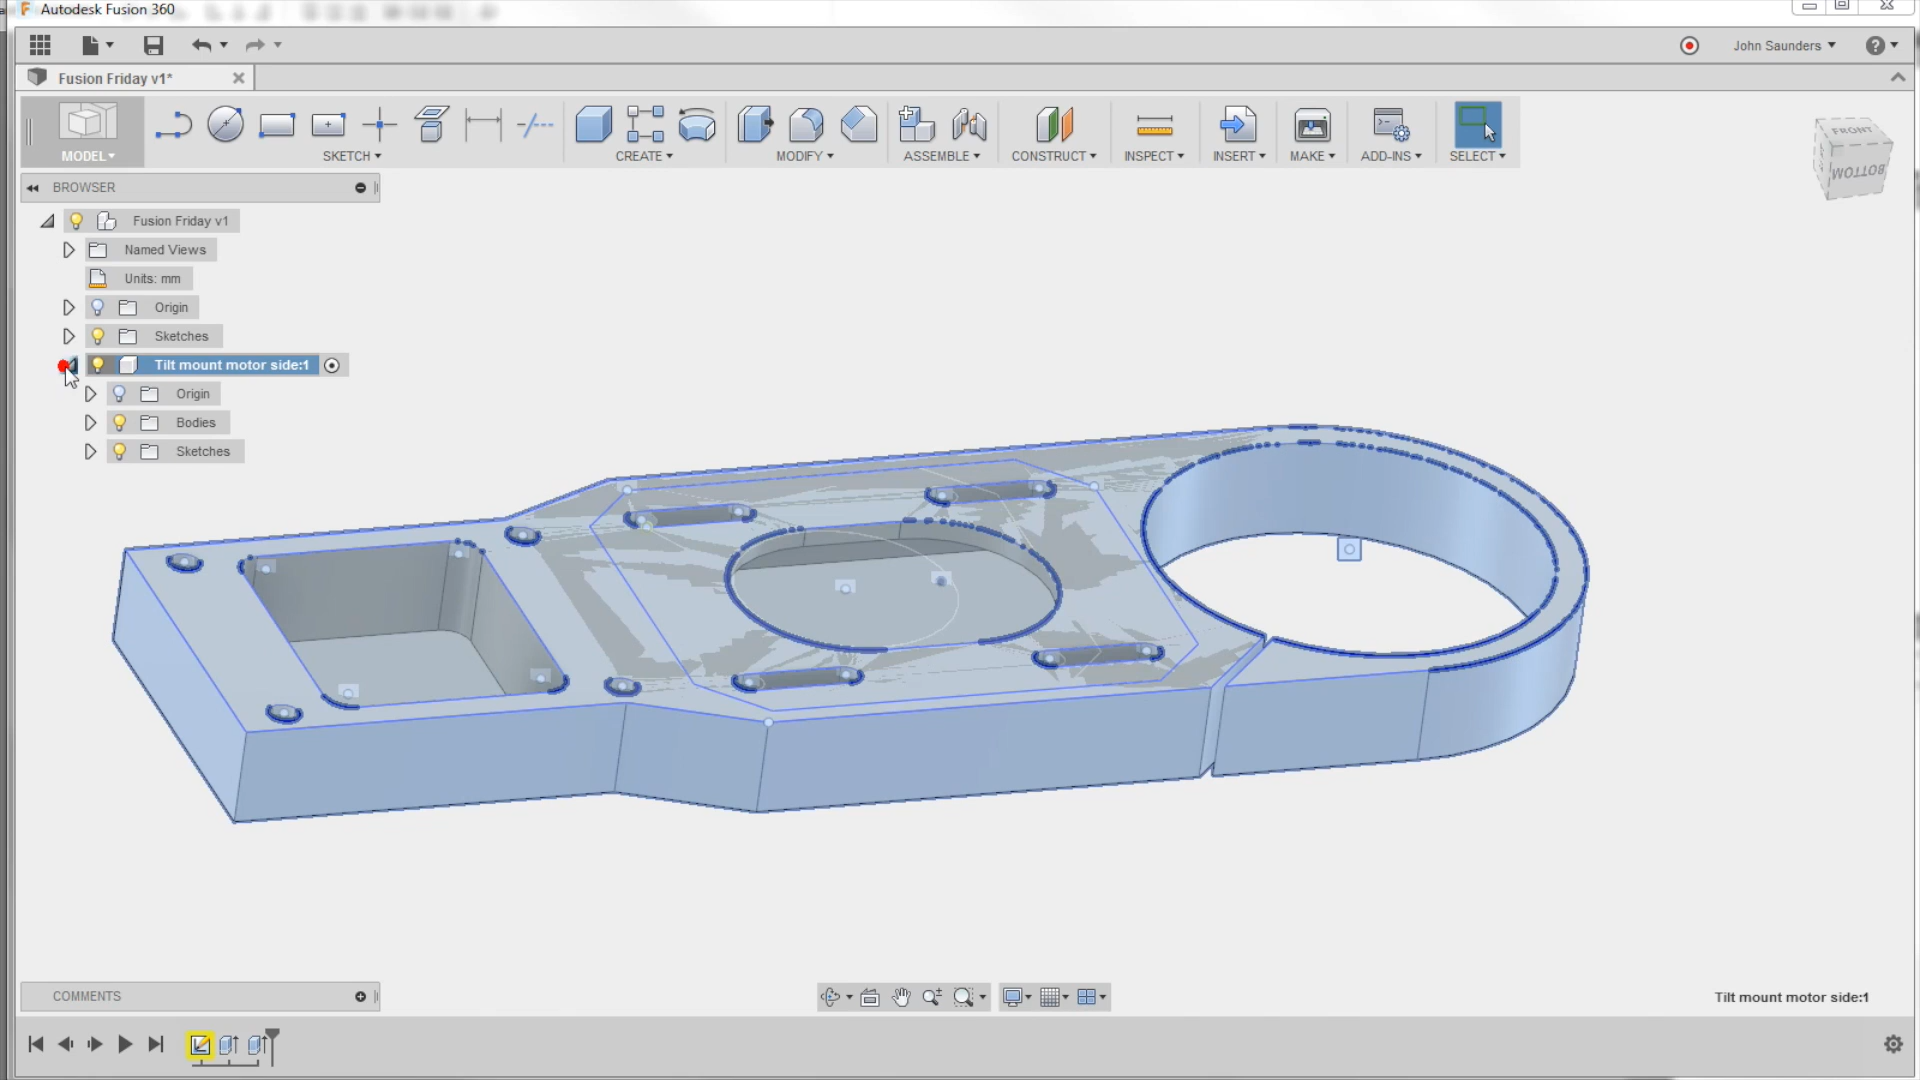 Autodesk Fusion 360
John Saunders
Fusion Friday v1*
MODEL
SKETCH
CREATE
MODIFY
ASSEMBLE
CONSTRUCT
INSPECT
INSERT
MAKE
ADD-INS
SELECT
FRONT
BOTTOM
BROWSER
Fusion Friday v1
Named Views
Units: mm
Origin
Sketches
Tilt mount motor side:1
Origin
Bodies
Sketches
COMMENTS
Tilt mount motor side:1